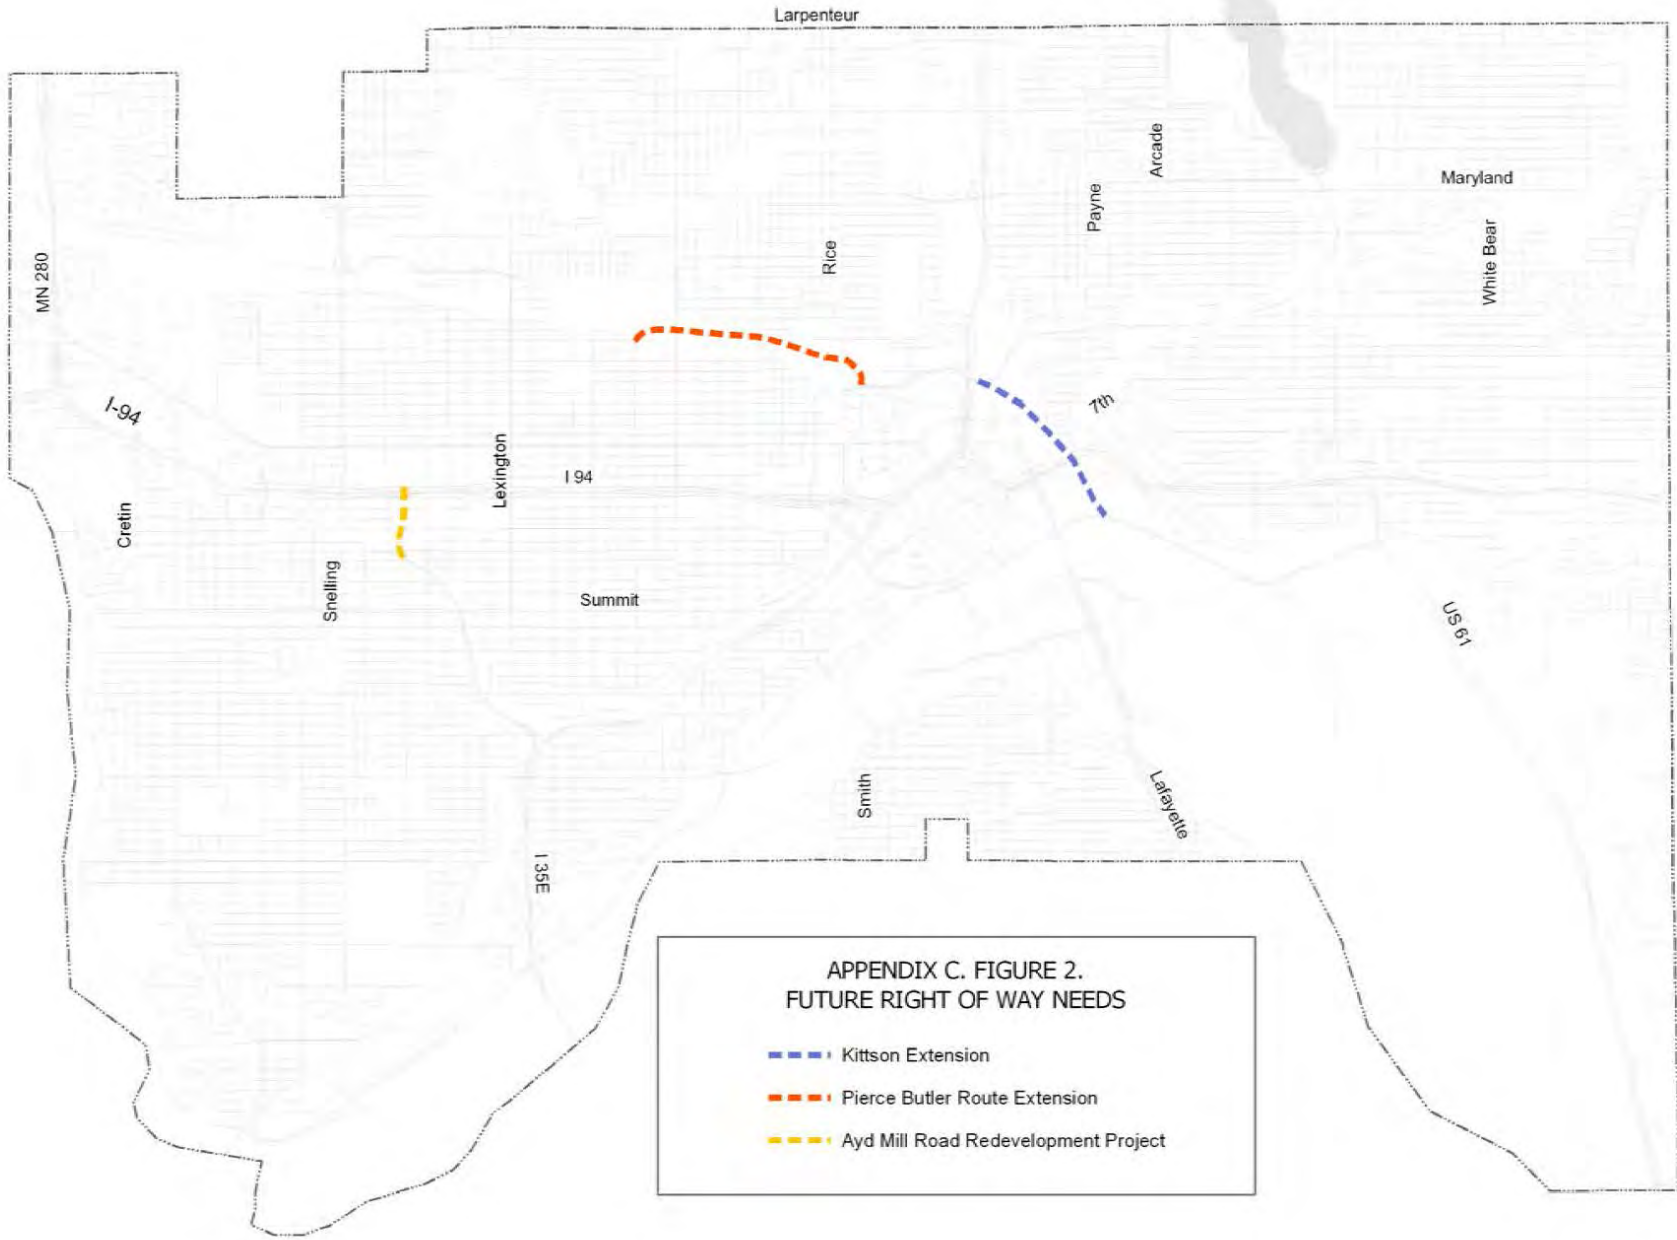 Larpenteur
Arcade
Maryland
Payne
White Bear
Rice
MN 280
I-94
7th
Lexington
I 94
Cretin
Snelling
Summit
US 61
Smith
Lafayette
I 35E
APPENDIX C. FIGURE 2.
FUTURE RIGHT OF WAY NEEDS
Kittson Extension
Pierce Butler Route Extension
Ayd Mill Road Redevelopment Project